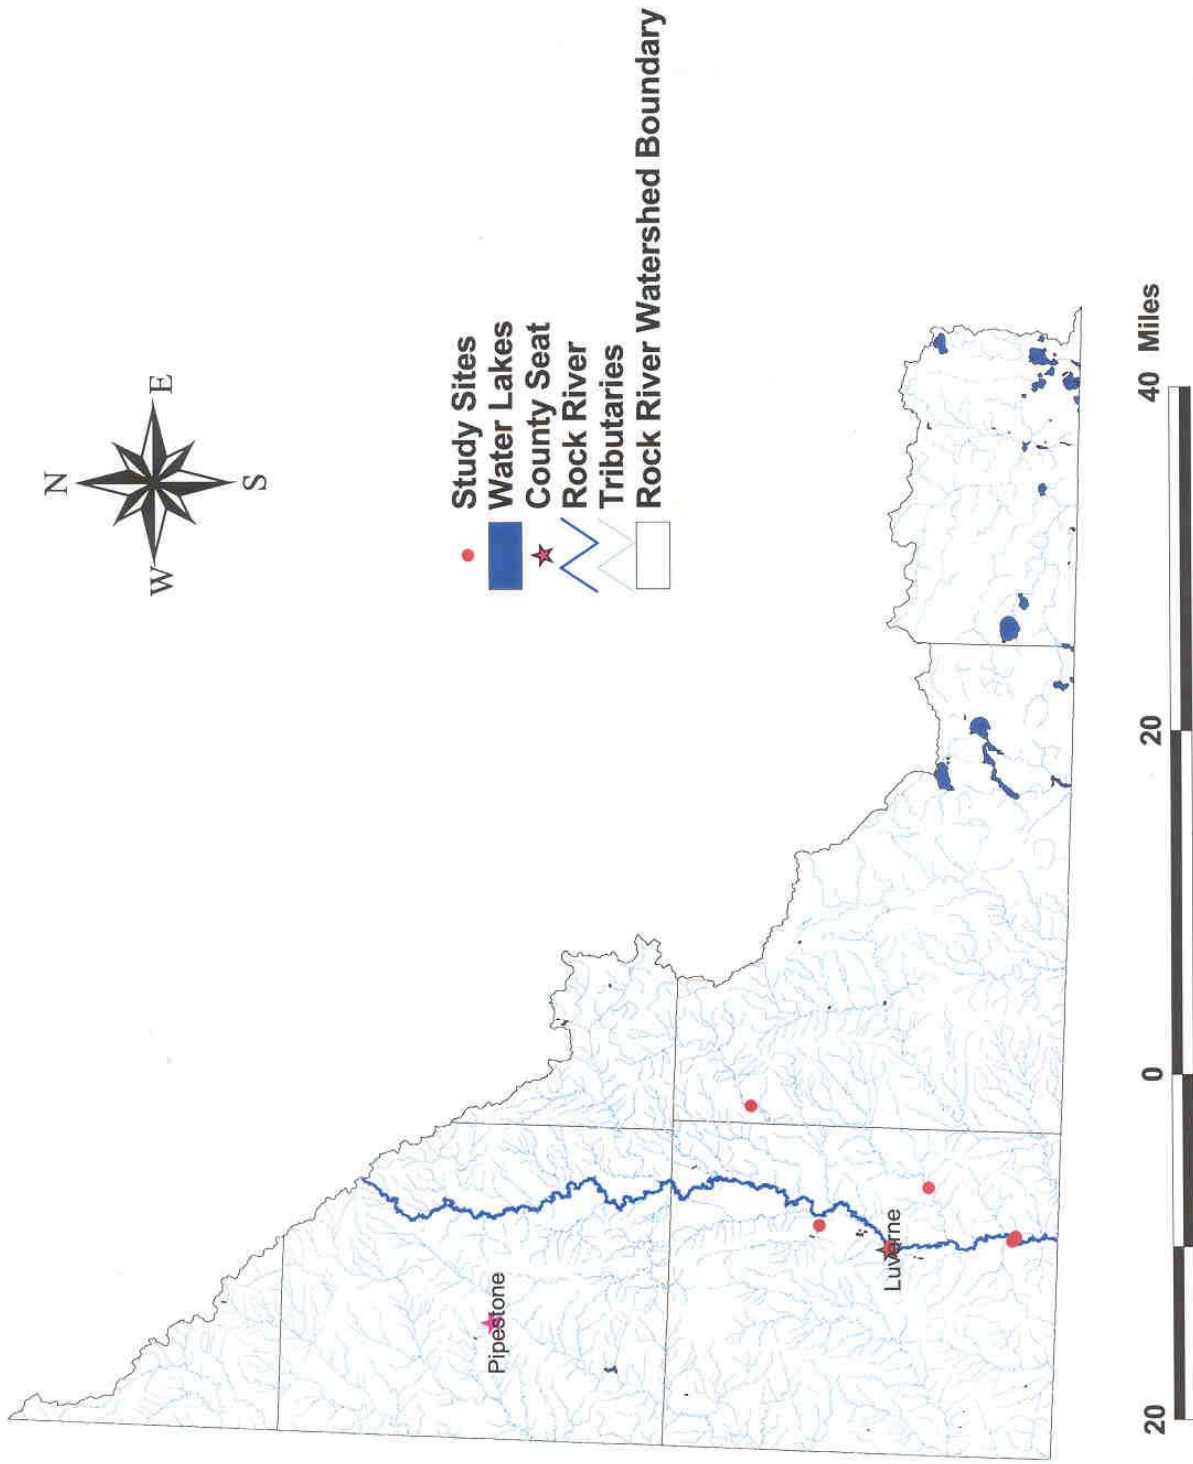 N
W
E
S
Study Sites
Water Lakes
County Seat
Rock River
Tributaries
Rock River Watershed Boundary
Pipestone
Luverne
20
0
20
40 Miles